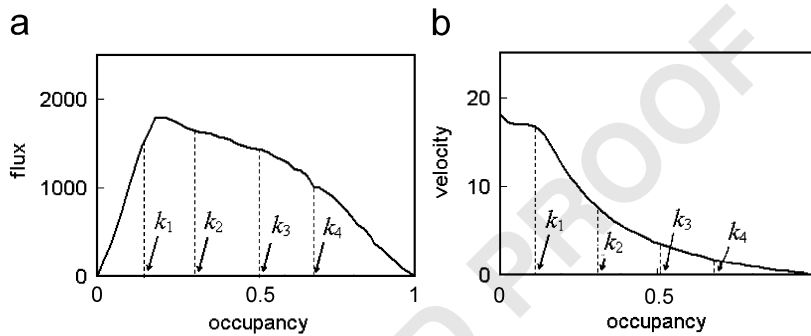 a
b
flux
2000
1000
0
k1
k2
k3
k4
0
0.5
1
occupancy
velocity
20
10
0
k1
k2
k3
k4
0
0.5
occupancy
D PROOF